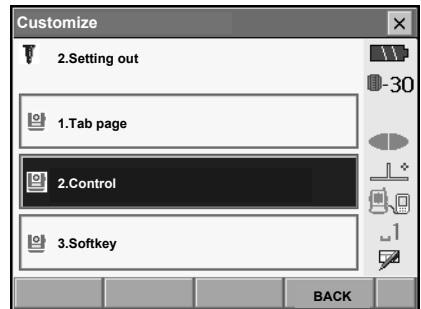 Customize
2.Setting out
-30
1.Tab page
2.Control
3.Softkey
1
BACK